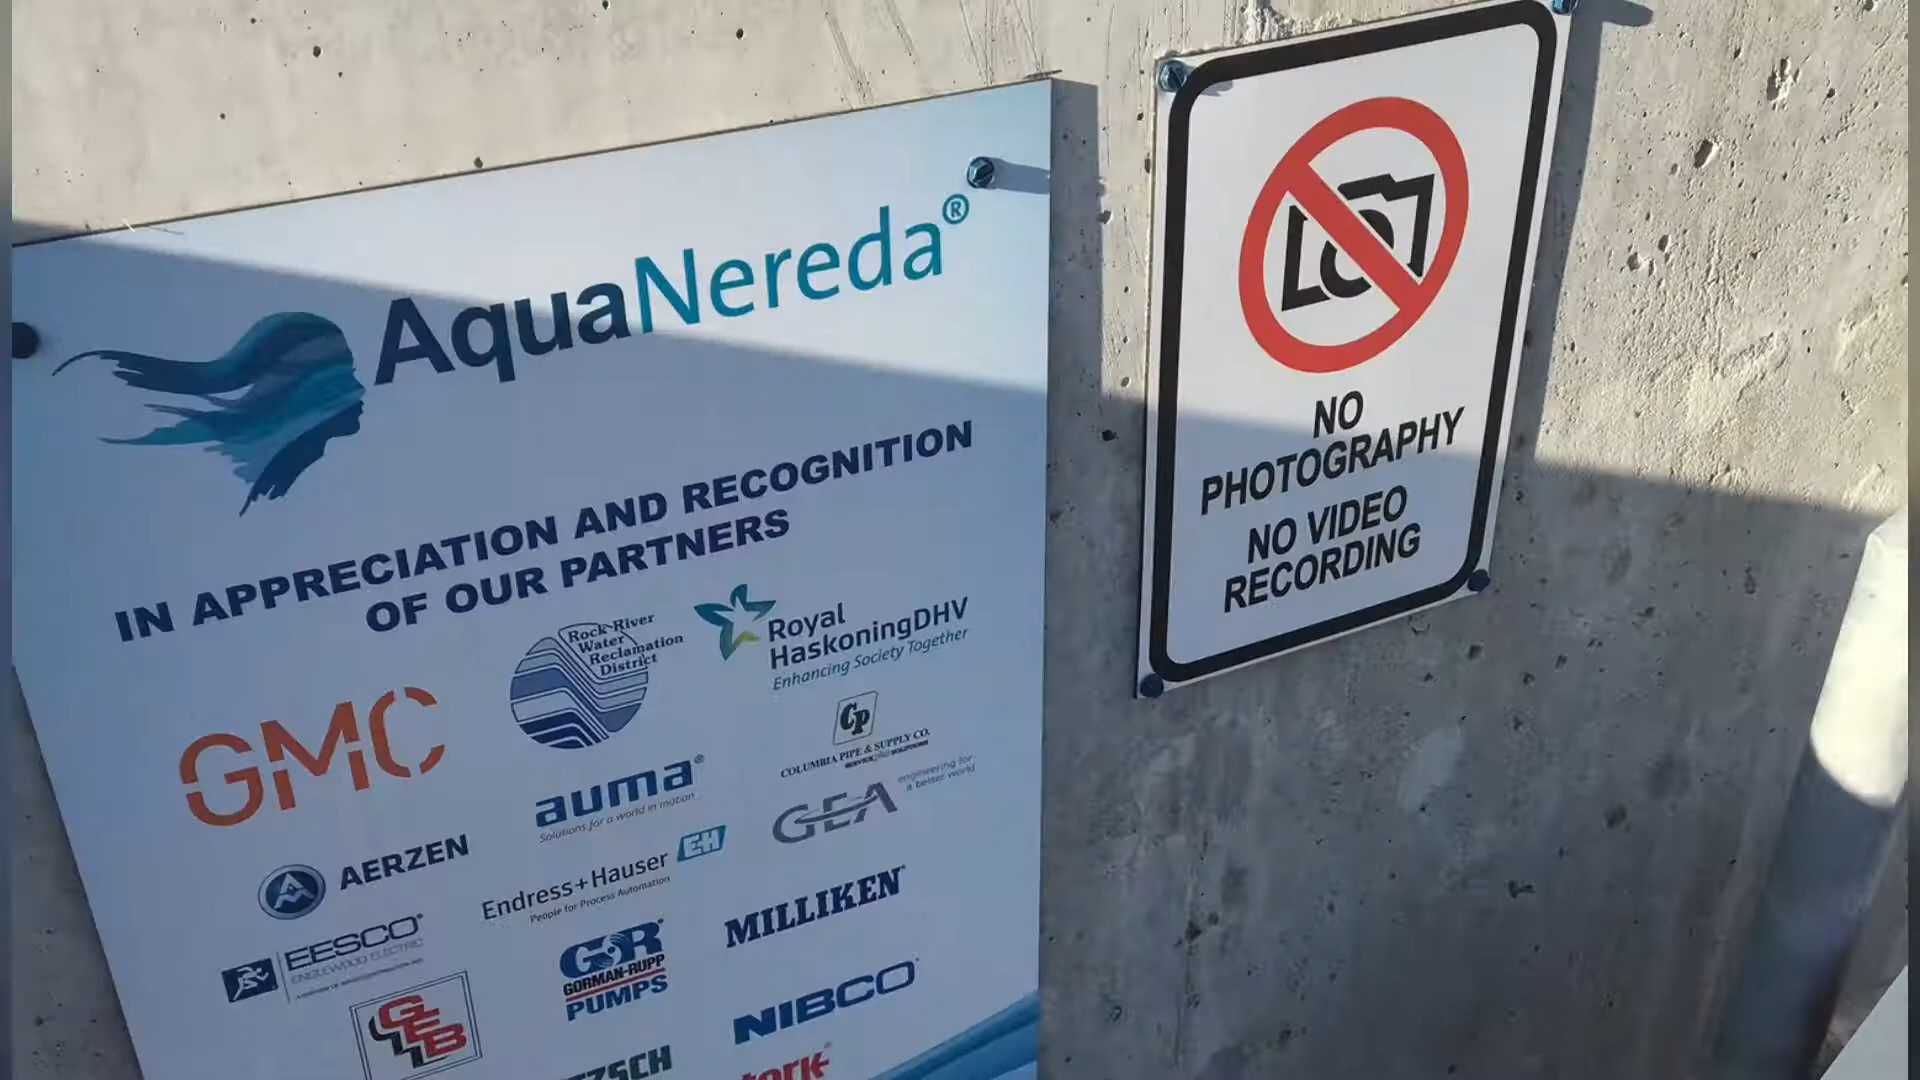 AquaNereda®
IN APPRECIATION AND RECOGNITION
OF OUR PARTNERS
GMC
Rock River
Water
Reclamation
District
Royal
HaskoningDHV
Enhancing Society Together
auma®
Solutions for a world in motion
CP
COLUMBIA PIPE & SUPPLY CO.
AERZEN
Endress+Hauser EH
People for Process Automation
GEA
engineering for
a better world
EESCO
ENGLEWOOD ELECTRIC
GR
GORMAN-RUPP
PUMPS
MILLIKEN
NIBCO
NO
PHOTOGRAPHY
NO VIDEO
RECORDING